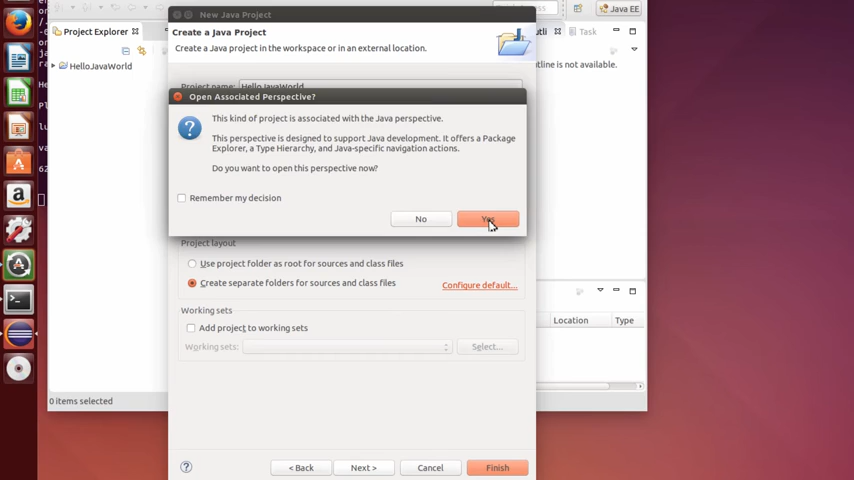 New Java Project
Java EE
Project Explorer
Create a Java Project
Task
Create a Java project in the workspace or in an external location.
HelloJavaWorld
outline is not available.
Project name: HelloJavaWorld
Open Associated Perspective?
This kind of project is associated with the Java perspective.
This perspective is designed to support Java development. It offers a Package
Explorer, a Type Hierarchy, and Java-specific navigation actions.
Do you want to open this perspective now?
Remember my decision
No
Yes
Project layout
Use project folder as root for sources and class files
Create separate folders for sources and class files
Configure default...
Working sets
Location
Type
Add project to working sets
Working sets:
Select...
0 items selected
< Back
Next >
Cancel
Finish